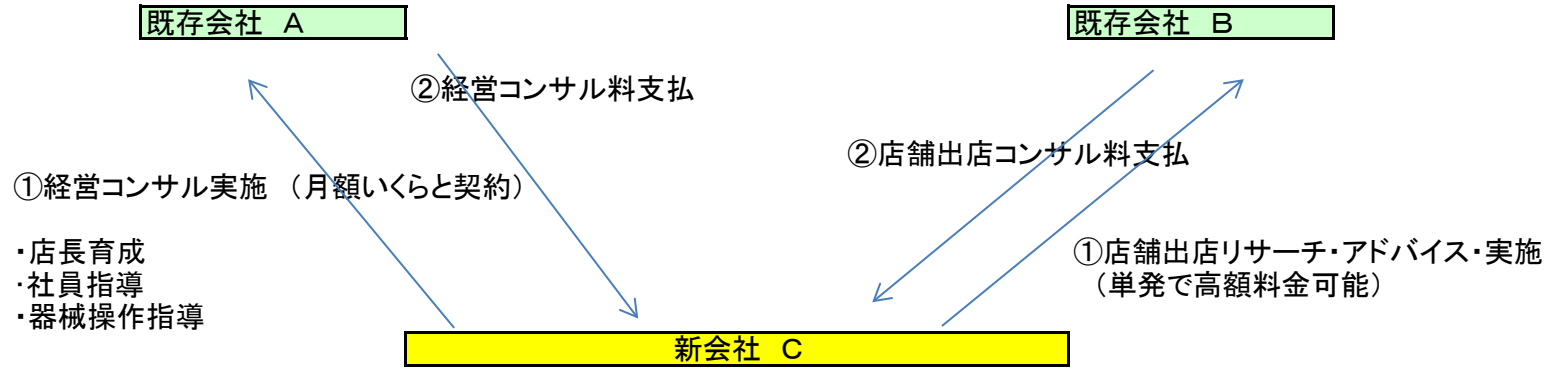 既存会社　A
既存会社　B
②経営コンサル料支払
②店舗出店コンサル料支払
①経営コンサル実施　（月額いくらと契約）
・店長育成
・社員指導
・器械操作指導
①店舗出店リサーチ・アドバイス・実施
（単発で高額料金可能）
新会社　C